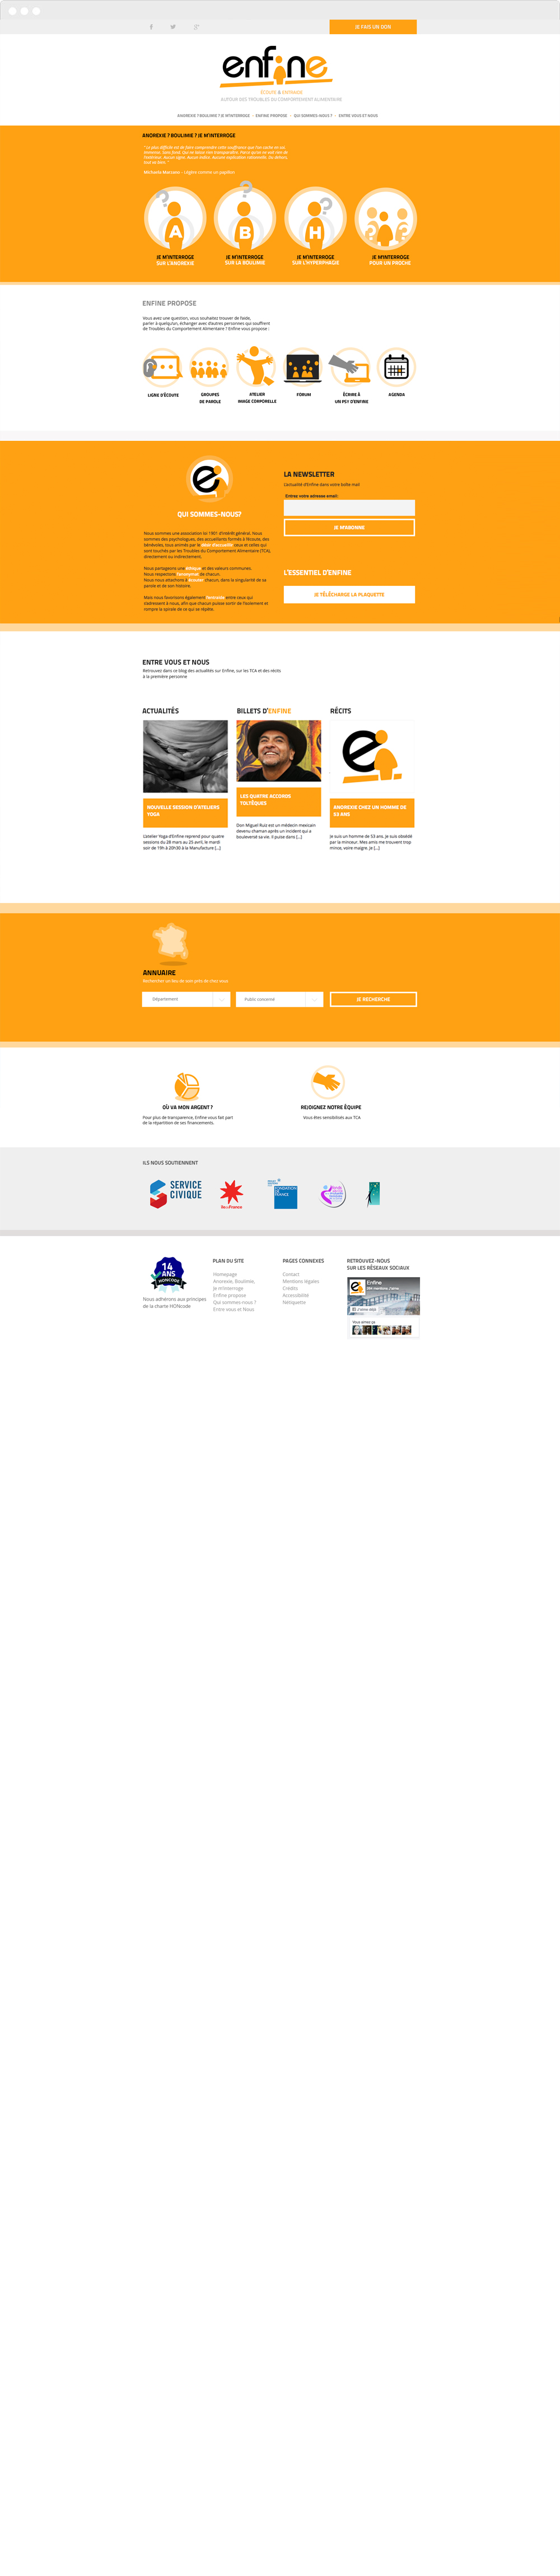 JE FAIS UN DON
enfine
ÉCOUTE & ENTRAIDE
AUTOUR DES TROUBLES DU COMPORTEMENT ALIMENTAIRE
ANOREXIE ? BOULIMIE ? JE M'INTERROGE - ENFINE PROPOSE - QUI SOMMES-NOUS ? - ENTRE VOUS ET NOUS
ANOREXIE ? BOULIMIE ? JE M'INTERROGE
A
B
H
JE M'INTERROGE
SUR L'ANOREXIE
JE M'INTERROGE
SUR LA BOULIMIE
JE M'INTERROGE
SUR L'HYPERPHAGIE
JE M'INTERROGE
POUR UN PROCHE
ENFINE PROPOSE
Vous avez une question, vous souhaitez trouver de l'aide,
parler à quelqu'un, échanger avec d'autres personnes qui souffrent
de Troubles du Comportement Alimentaire ? Enfine vous propose :
LIGNE D'ÉCOUTE
GROUPES
DE PAROLE
ATELIER
IMAGE CORPORELLE
FORUM
ÉCRIRE À
UN PSY D'ENFINE
AGENDA
QUI SOMMES-NOUS?
Nous sommes une association loi 1901 d'intérêt général. Nous
sommes des psychologues, des accueillants formés à l'écoute, des
bénévoles, tous animés par le désir d'accueillir ceux et celles qui
sont touchés par les Troubles du Comportement Alimentaire (TCA),
directement ou indirectement.
Nous partageons une éthique et des valeurs communes.
Nous respectons l'anonymat de chacun.
Nous nous attachons à écouter chacun, dans la singularité de sa
parole et de son histoire.
Mais nous favorisons également l'entraide entre ceux qui
s'adressent à nous, afin que chacun puisse sortir de l'isolement et
rompre la spirale de ce qui se répète.
LA NEWSLETTER
L'actualité d'Enfine dans votre boîte mail
Entrez votre adresse email:
JE M'ABONNE
L'ESSENTIEL D'ENFINE
JE TÉLÉCHARGE LA PLAQUETTE
ENTRE VOUS ET NOUS
Retrouvez dans ce blog des actualités sur Enfine, sur les TCA et des récits
à la première personne
ACTUALITÉS
NOUVELLE SESSION D'ATELIERS
YOGA
L'atelier Yoga d'Enfine reprend pour quatre
sessions du 28 mars au 25 avril, le mardi
soir de 19h à 20h30 à la Manufacture [...]
BILLETS D'ENFINE
LES QUATRE ACCORDS
TOLTÈQUES
Don Miguel Ruiz est un médecin mexicain
devenu chaman après un incident qui a
bouleversé sa vie. Il puise dans [...]
RÉCITS
ANOREXIE CHEZ UN HOMME DE
53 ANS
Je suis un homme de 53 ans. Je suis obsédé
par la minceur. Mes amis me trouvent trop
mince, voire maigre. Je [...]
ANNUAIRE
Rechercher un lieu de soin près de chez vous
Département
Public concerné
JE RECHERCHE
OÙ VA MON ARGENT ?
Pour plus de transparence, Enfine vous fait part
de la répartition de ses financements.
REJOIGNEZ NOTRE ÉQUIPE
Vous êtes sensibilisés aux TCA.
ILS NOUS SOUTIENNENT
SERVICE
CIVIQUE
île de France
FONDATION
DE
FRANCE
14
ANS
HONCODE
Nous adhérons aux principes
de la charte HONcode
PLAN DU SITE
Homepage
Anorexie, Boulimie,
Je m'interroge
Enfine propose
Qui sommes-nous ?
Entre vous et Nous
PAGES CONNEXES
Contact
Mentions légales
Crédits
Accessibilité
Netiquette
RETROUVEZ-NOUS
SUR LES RÉSEAUX SOCIAUX
Enfine
J'aime déjà
Vous aimez ça